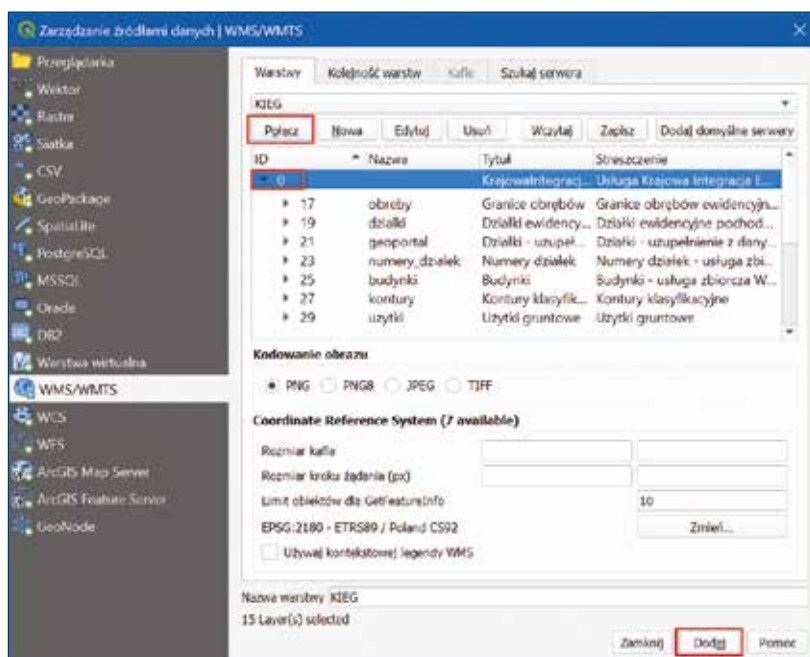 Zarządzanie źródłami danych | WMS/WMTS
Przeglądarka
Wektor
Raster
Siatka
CSV
GeoPackage
SpatiaLite
PostgreSQL
MSSQL
Oracle
DB2
Warstwa wirtualna
WMS/WMTS
WCS
WFS
ArcGIS Map Server
ArcGIS Feature Server
GeoNode
Warstwy Kolejność warstw Kafle Szukaj serwera
KIEG
Połącz Nowa Edytuj Usuń Wczytaj Zapisz Dodaj domyślne serwery
ID Nazwa Tytuł Streszczenie
0 KrajowaIntegracj... Usługa Krajowa Integracja E...
17 obreby Granice obrębów Granice obrębów ewidencyjn...
19 dzialki Działki ewidency... Działki ewidencyjne pochod...
21 geoportal Działki - uzupeł... Działki - uzupełnienie z dany...
23 numery_dzialek Numery działek Numery działek - usługa zbi...
25 budynki Budynki Budynki - usługa zbiorcza W...
27 kontury Kontury klasyfik... Kontury klasyfikacyjne
29 uzytki Użytki gruntowe Użytki gruntowe
Kodowanie obrazu
PNG PNG8 JPEG TIFF
Coordinate Reference System (7 available)
Rozmiar kafla
Rozmiar kroku żądania (px)
Limit obiektów dla GetFeatureInfo 10
EPSG:2180 - ETRS89 / Poland CS92 Zmień...
Używaj kontekstowej legendy WMS
Nazwa warstwy KIEG
15 Layer(s) selected
Zamknij Dodaj Pomoc